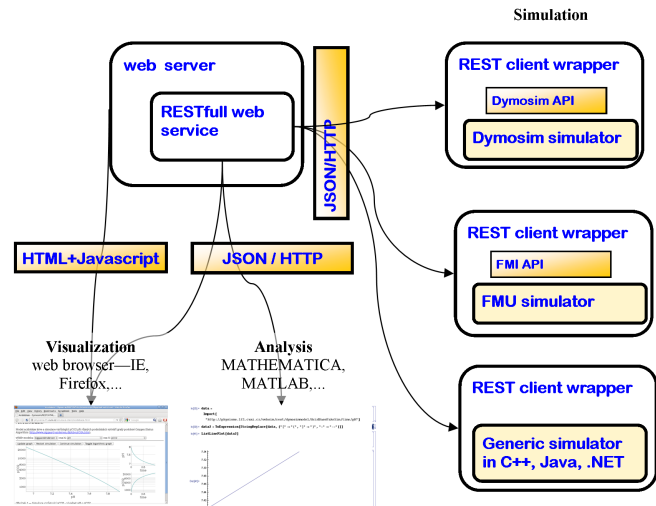 Simulation
web server
RESTfull web
service
JSON/HTTP
REST client wrapper
Dymosim API
Dymosim simulator
REST client wrapper
FMI API
FMU simulator
HTML+Javascript
JSON / HTTP
Visualization
web browser—IE,
Firefox,...
Analysis
MATHEMATICA,
MATLAB,...
REST client wrapper
Generic simulator
in C++, Java, .NET
data =
Import[